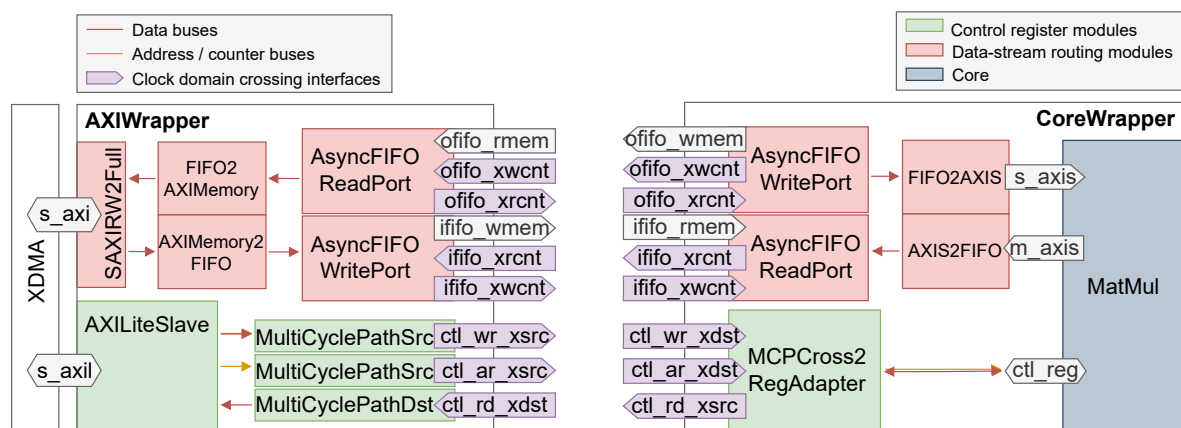 Data buses
Address / counter buses
Clock domain crossing interfaces
Control register modules
Data-stream routing modules
Core
XDMA
s_axi
s_axil
AXIWrapper
SAXIRW2Full
FIFO2
AXIMemory
AXIMemory2
FIFO
AsyncFIFO
ReadPort
AsyncFIFO
WritePort
ofifo_rmem
ofifo_xwcnt
ofifo_xrcnt
ififo_wmem
ififo_xrcnt
ififo_xwcnt
AXILiteSlave
MultiCyclePathSrc
MultiCyclePathSrc
MultiCyclePathDst
ctl_wr_xsrc
ctl_ar_xsrc
ctl_rd_xdst
CoreWrapper
ofifo_wmem
ofifo_xwcnt
ofifo_xrcnt
ififo_rmem
ififo_xrcnt
ififo_xwcnt
AsyncFIFO
WritePort
AsyncFIFO
ReadPort
FIFO2AXIS
AXIS2FIFO
s_axis
m_axis
MatMul
ctl_wr_xdst
ctl_ar_xdst
ctl_rd_xsrc
MCPCross2
RegAdapter
ctl_reg